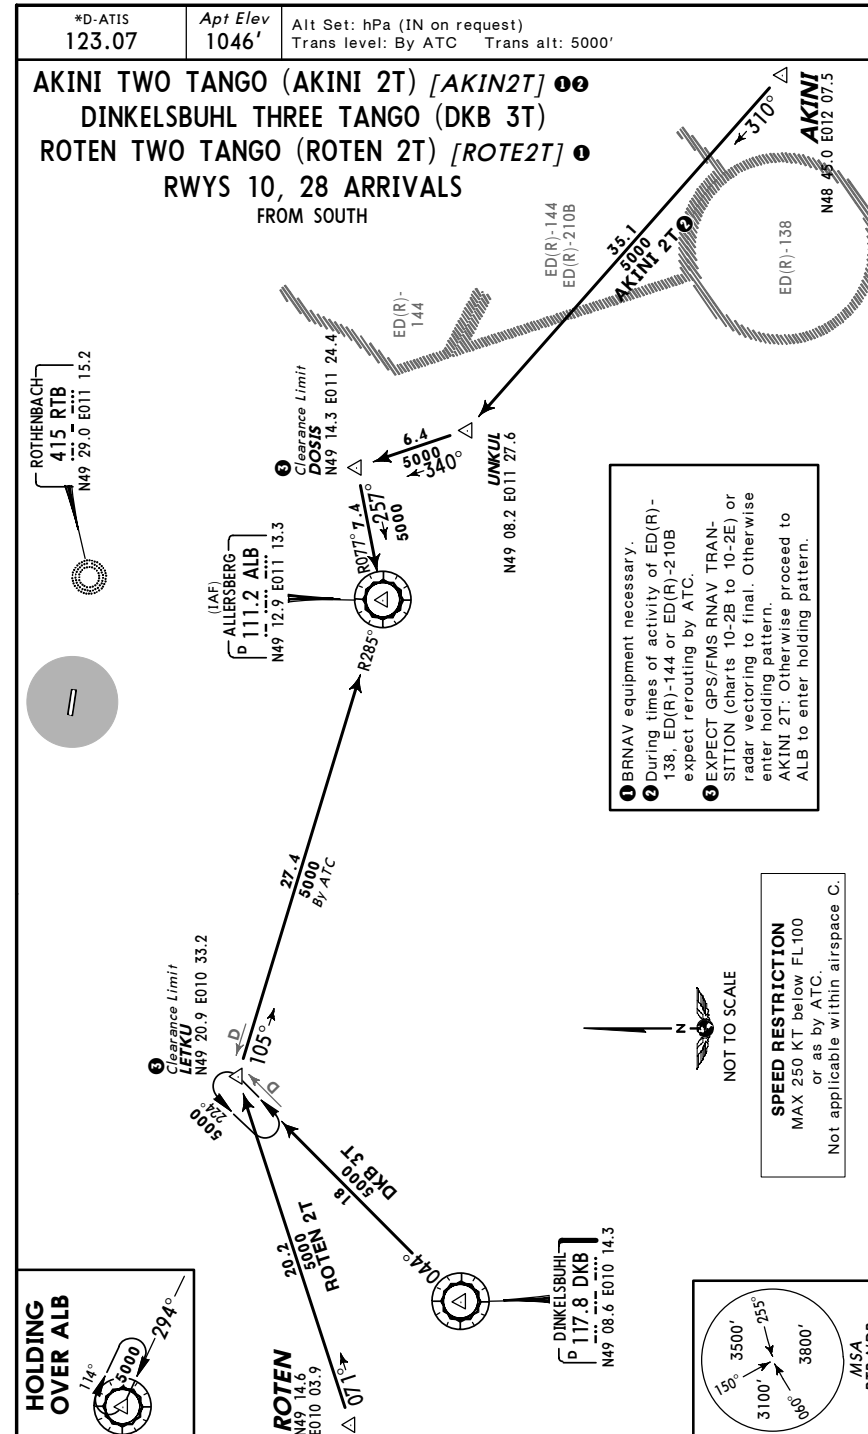 *D-ATIS
123.07
Apt Elev
1046'
Alt Set: hPa (IN on request)
Trans level: By ATC Trans alt: 5000'
AKINI TWO TANGO (AKINI 2T) [AKIN2T] ❶❷
DINKELSBUHL THREE TANGO (DKB 3T)
ROTEN TWO TANGO (ROTEN 2T) [ROTE2T] ❶
RWYS 10, 28 ARRIVALS
FROM SOUTH
AKINI
N48 45.0 E012 07.5
310°
35.1
5000
AKINI 2T ❷
ED(R)-138
ED(R)-144
ED(R)-210B
ED(R)-
144
ROTHENBACH
415 RTB
N49 29.0 E011 15.2
❸
Clearance Limit
DOSIS
N49 14.3 E011 24.4
6.4
5000
340°
UNKUL
N49 08.2 E011 27.6
R077° 7.4
257°
5000
(IAF)
ALLERSBERG
D 111.2 ALB
N49 12.9 E011 13.3
R285°
❶ BRNAV equipment necessary.
❷ During times of activity of ED(R)-
138, ED(R)-144 or ED(R)-210B
expect rerouting by ATC.
❸ EXPECT GPS/FMS RNAV TRAN-
SITION (charts 10-2B to 10-2E) or
radar vectoring to final. Otherwise
enter holding pattern.
AKINI 2T: Otherwise proceed to
ALB to enter holding pattern.
27.4
5000
By ATC
❸
Clearance Limit
LETKU
N49 20.9 E010 33.2
D
105°
D
5000
224°
18
5000
DKB 3T
044°
20.2
5000
ROTEN 2T
071°
ROTEN
N49 14.6
E010 03.9
DINKELSBUHL
D 117.8 DKB
N49 08.6 E010 14.3
N
NOT TO SCALE
SPEED RESTRICTION
MAX 250 KT below FL100
or as by ATC.
Not applicable within airspace C.
HOLDING
OVER ALB
114°
5000
294°
3500'
255°
150°
3800'
3100'
060°
MSA